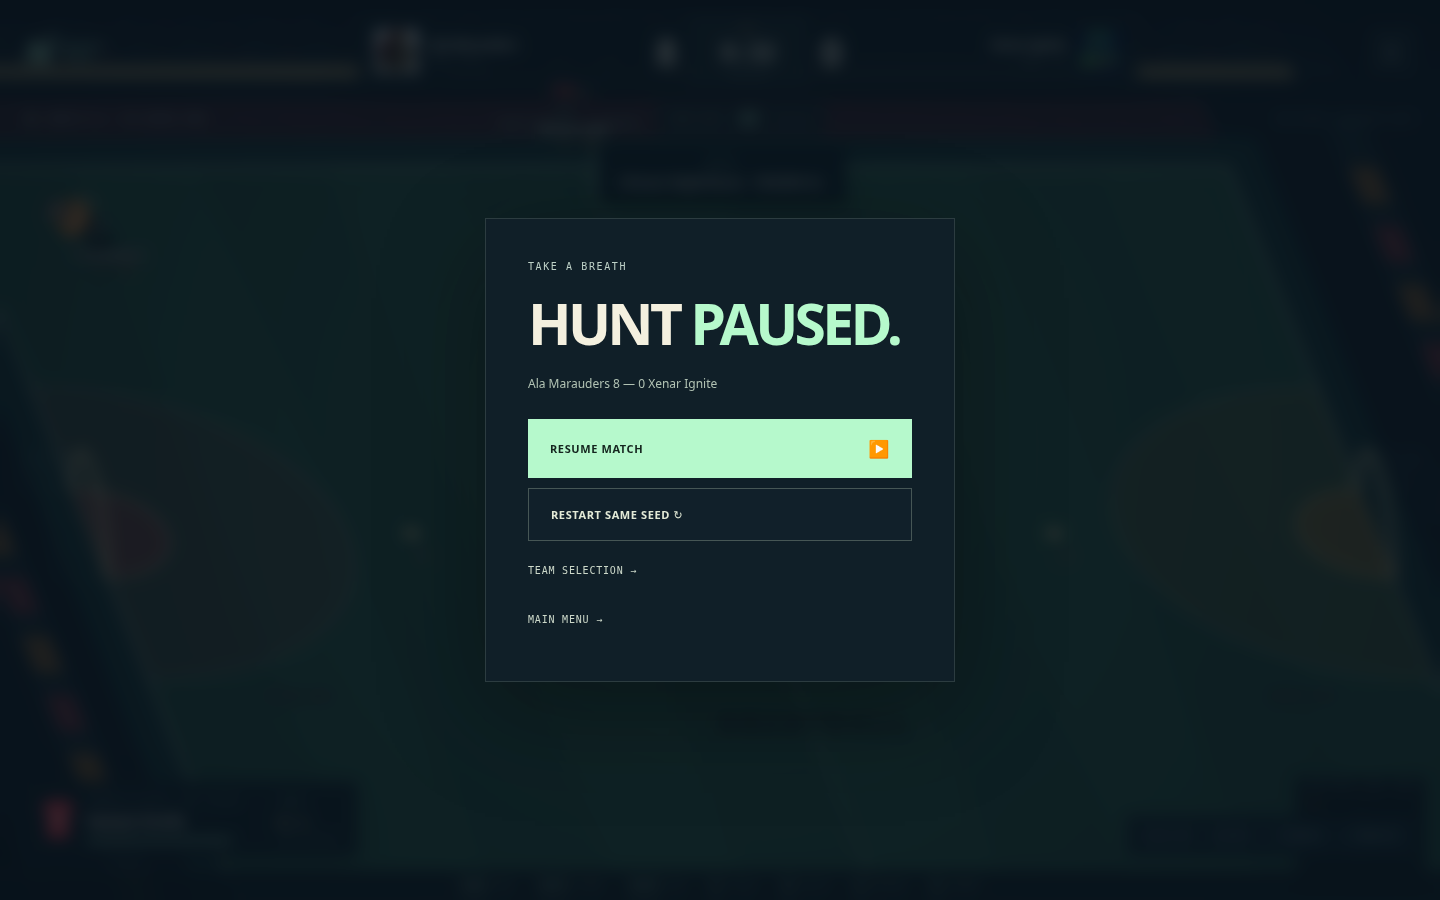 TAKE A BREATH
HUNT PAUSED.
Ala Marauders 8 — 0 Xenar Ignite
RESUME MATCH ▶
RESTART SAME SEED ↻
TEAM SELECTION →
MAIN MENU →